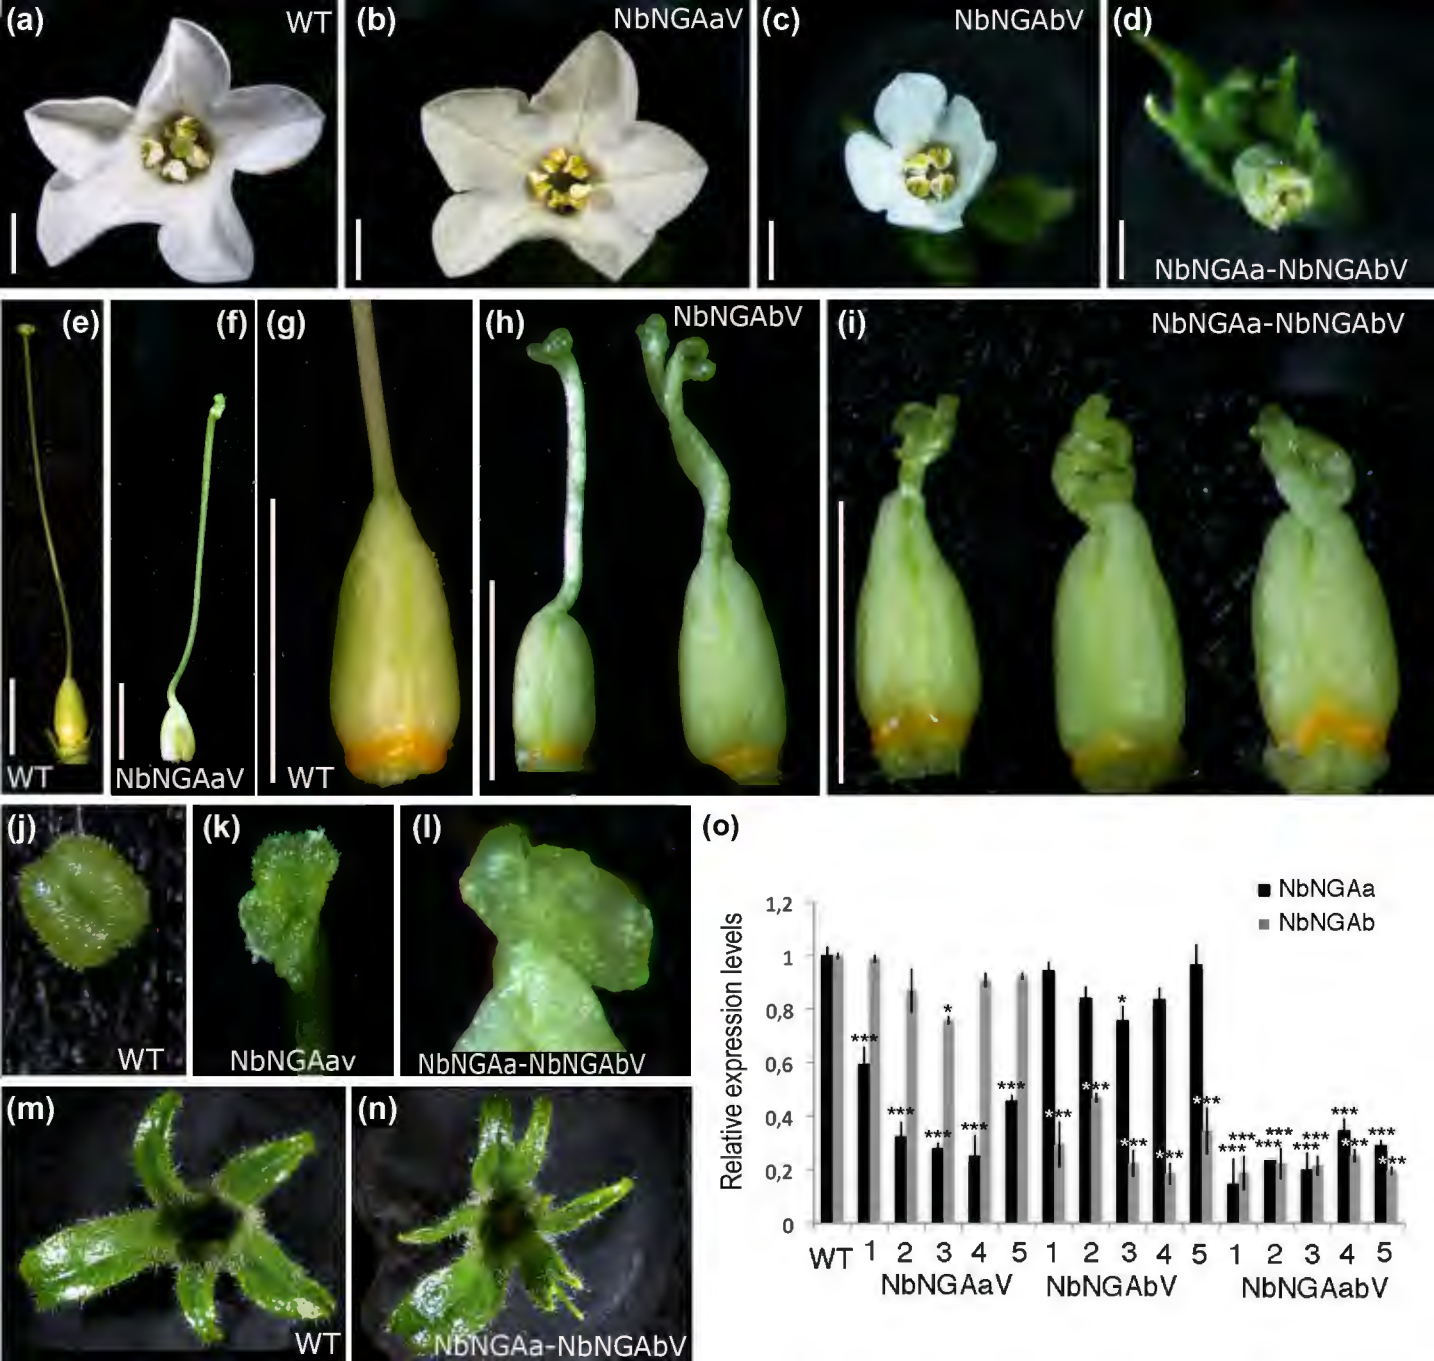 (a) WT
(b) NbNGAaV
(c) NbNGAbV
(d)
NbNGAa-NbNGAbV
(e)
WT
(f)
NbNGAaV
(g)
WT
(h) NbNGAbV
(i) NbNGAa-NbNGAbV
(j)
WT
(k)
NbNGAav
(l)
NbNGAa-NbNGAbV
(m)
WT
(n)
NbNGAa-NbNGAbV
(o)
NbNGAa
NbNGAb
Relative expression levels
1,2
1
0,8
0,6
0,4
0,2
0
*** *** *** *** *** * *** *** * *** *** *** *** *** *** *** *** *** *** *** *** ***
WT 1 2 3 4 5 1 2 3 4 5 1 2 3 4 5
NbNGAaV NbNGAbV NbNGAabV